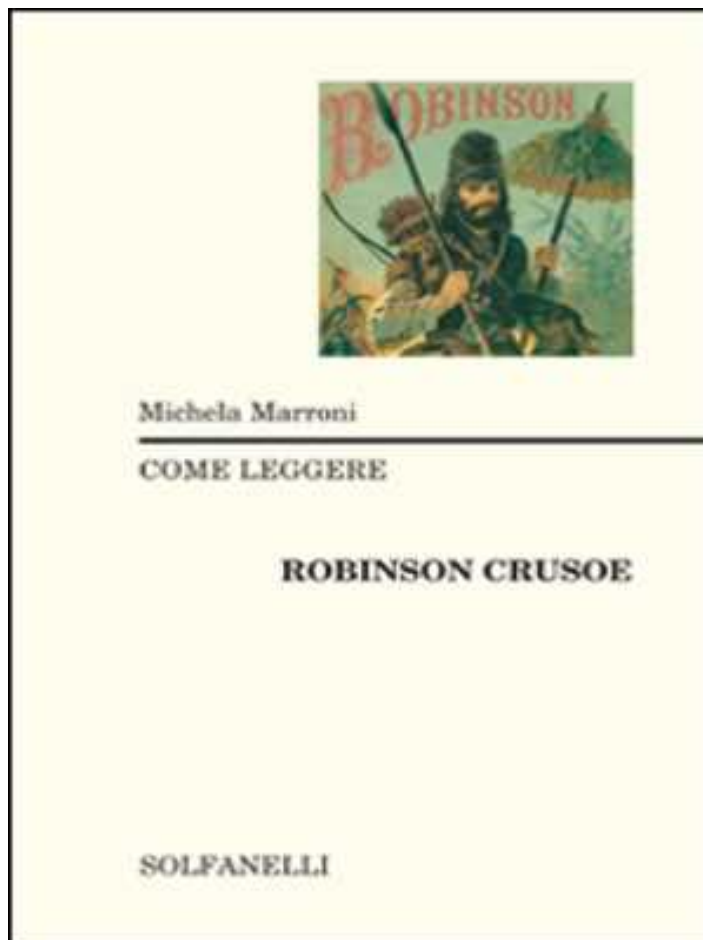 ROBINSON
Michela Marroni
COME LEGGERE
ROBINSON CRUSOE
SOLFANELLI